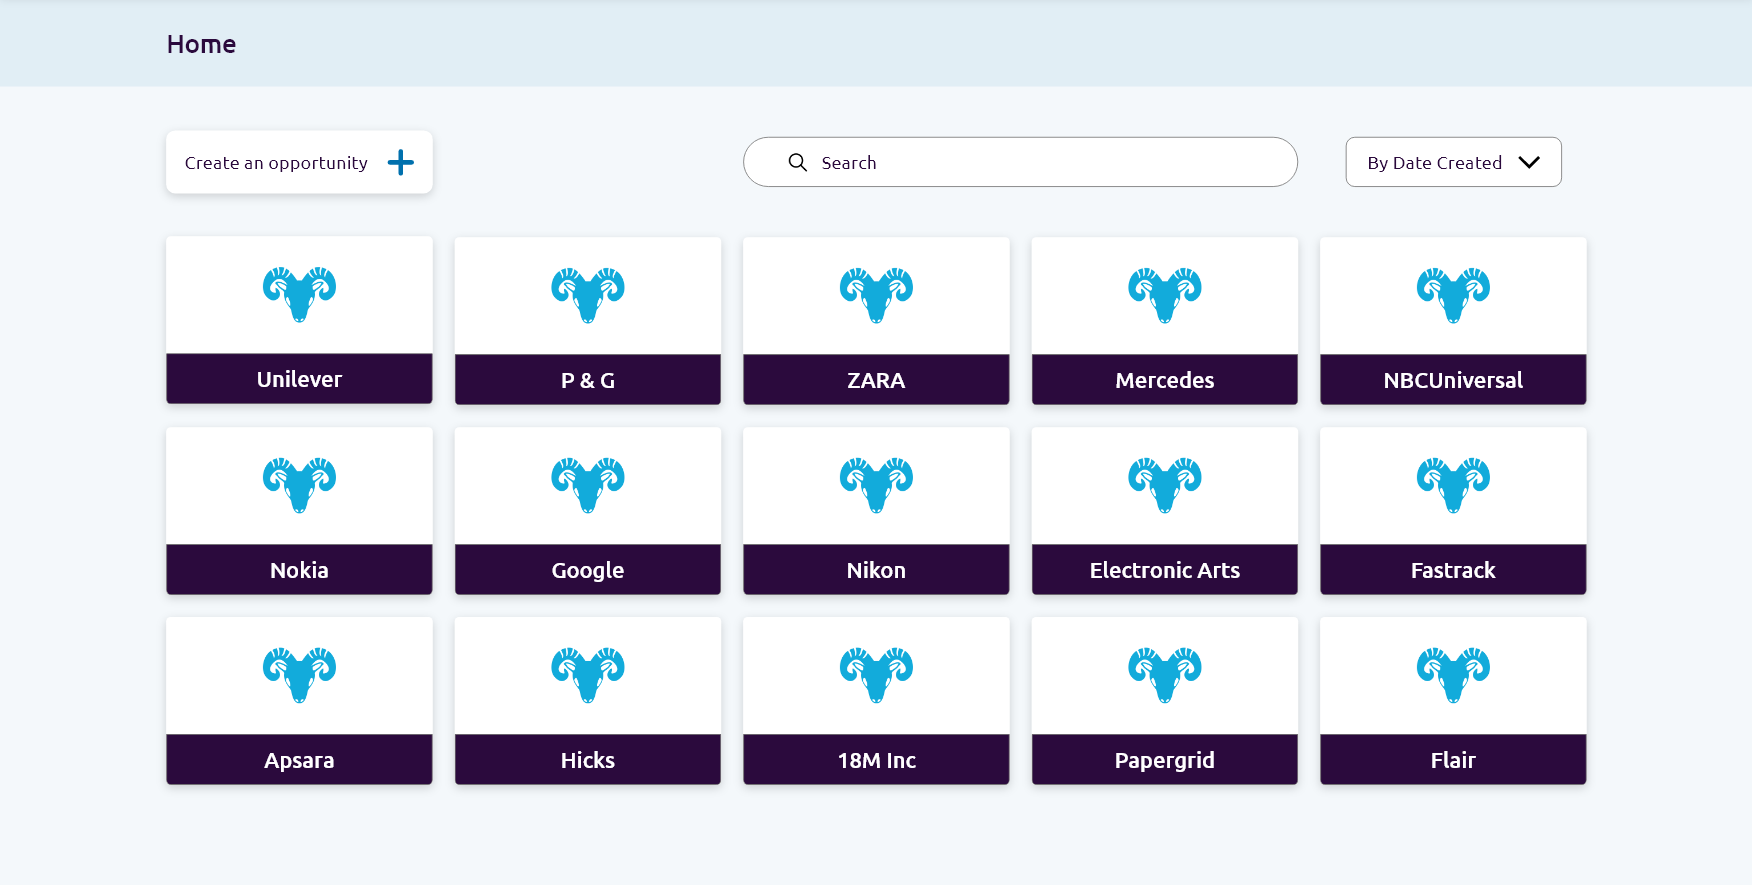 Home
Create an opportunity
Search
By Date Created
Unilever
P & G
ZARA
Mercedes
NBCUniversal
Nokia
Google
Nikon
Electronic Arts
Fastrack
Apsara
Hicks
18M Inc
Papergrid
Flair